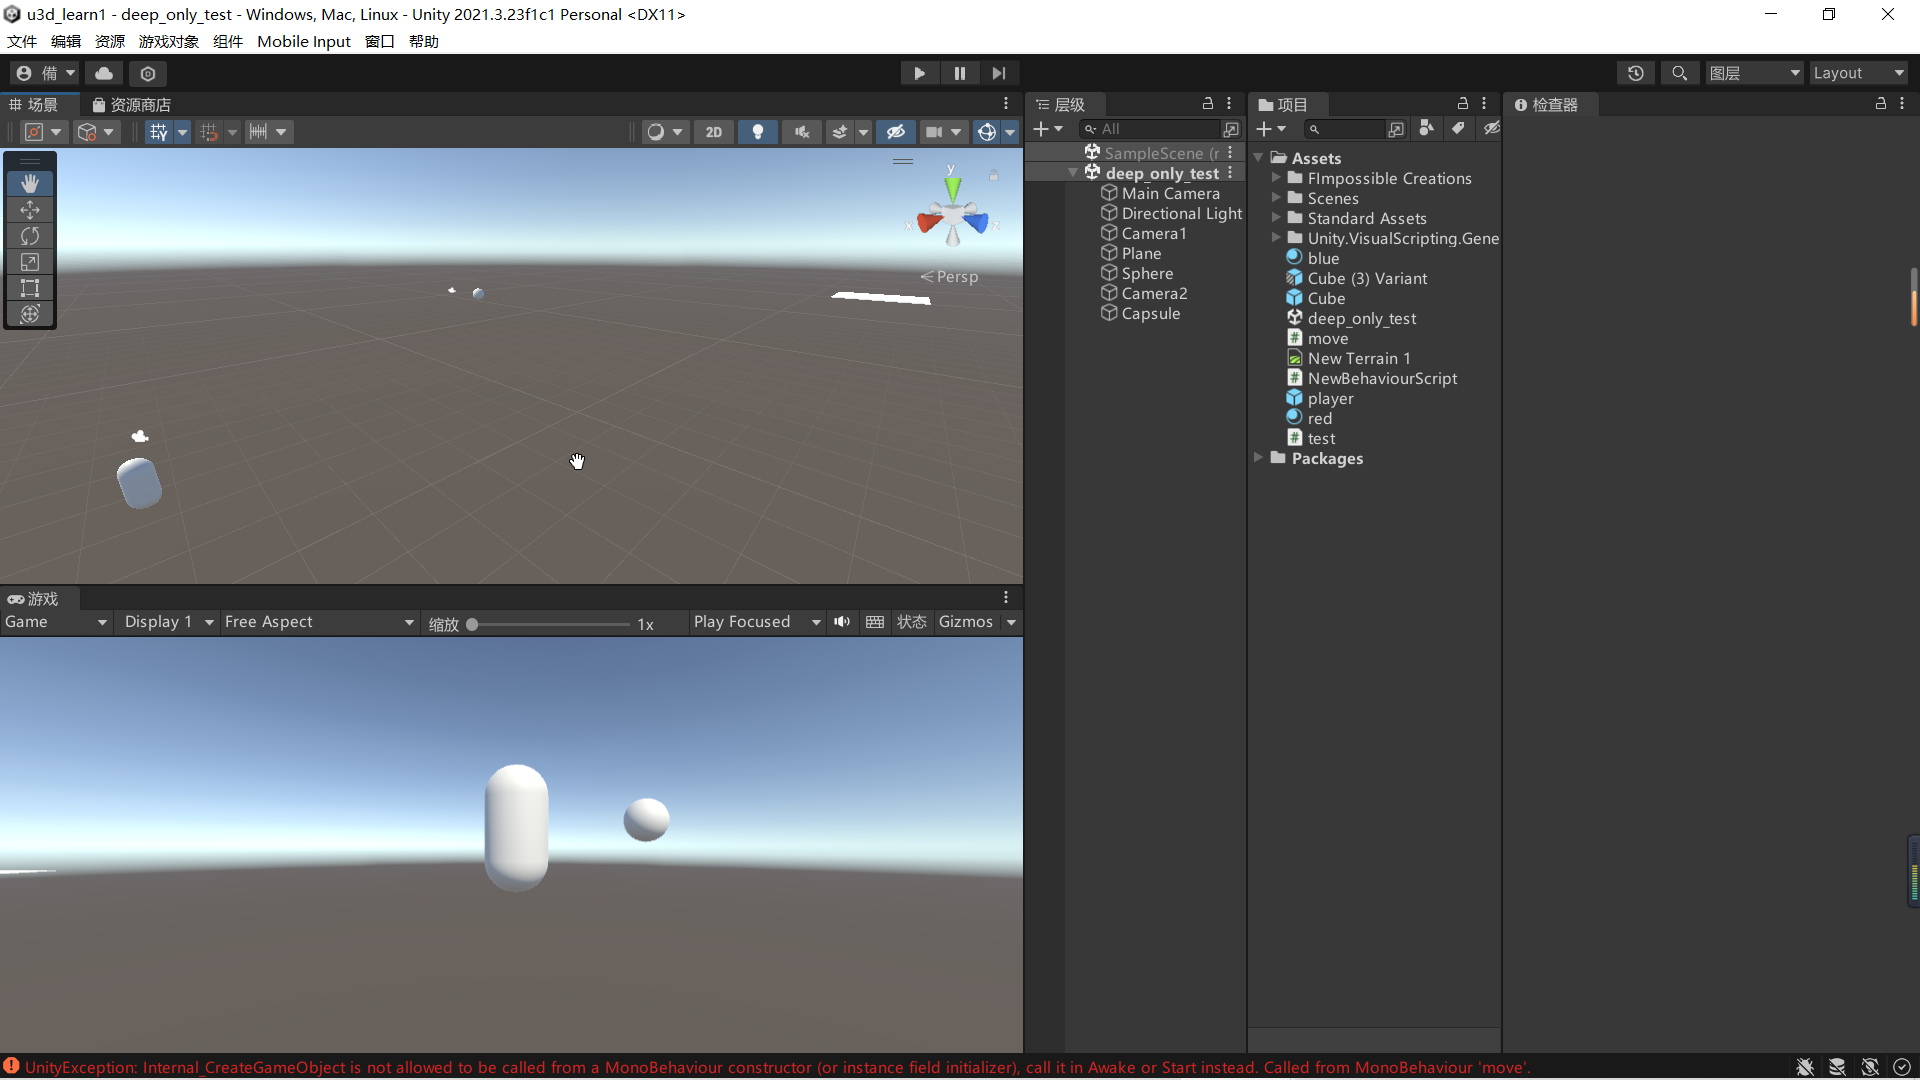 u3d_learn1 - deep_only_test - Windows, Mac, Linux - Unity 2021.3.23f1c1 Personal <DX11>
文件 编辑 资源 游戏对象 组件 Mobile Input 窗口 帮助
備 图层 Layout
场景 资源商店
2D
y
x z
Persp
游戏
Game Display 1 Free Aspect 缩放 1x Play Focused 状态 Gizmos
层级
All
SampleScene (r
deep_only_test
Main Camera
Directional Light
Camera1
Plane
Sphere
Camera2
Capsule
项目
Assets
FImpossible Creations
Scenes
Standard Assets
Unity.VisualScripting.Gene
blue
Cube (3) Variant
Cube
deep_only_test
move
New Terrain 1
NewBehaviourScript
player
red
test
Packages
检查器
UnityException: Internal_CreateGameObject is not allowed to be called from a MonoBehaviour constructor (or instance field initializer), call it in Awake or Start instead. Called from MonoBehaviour 'move'.